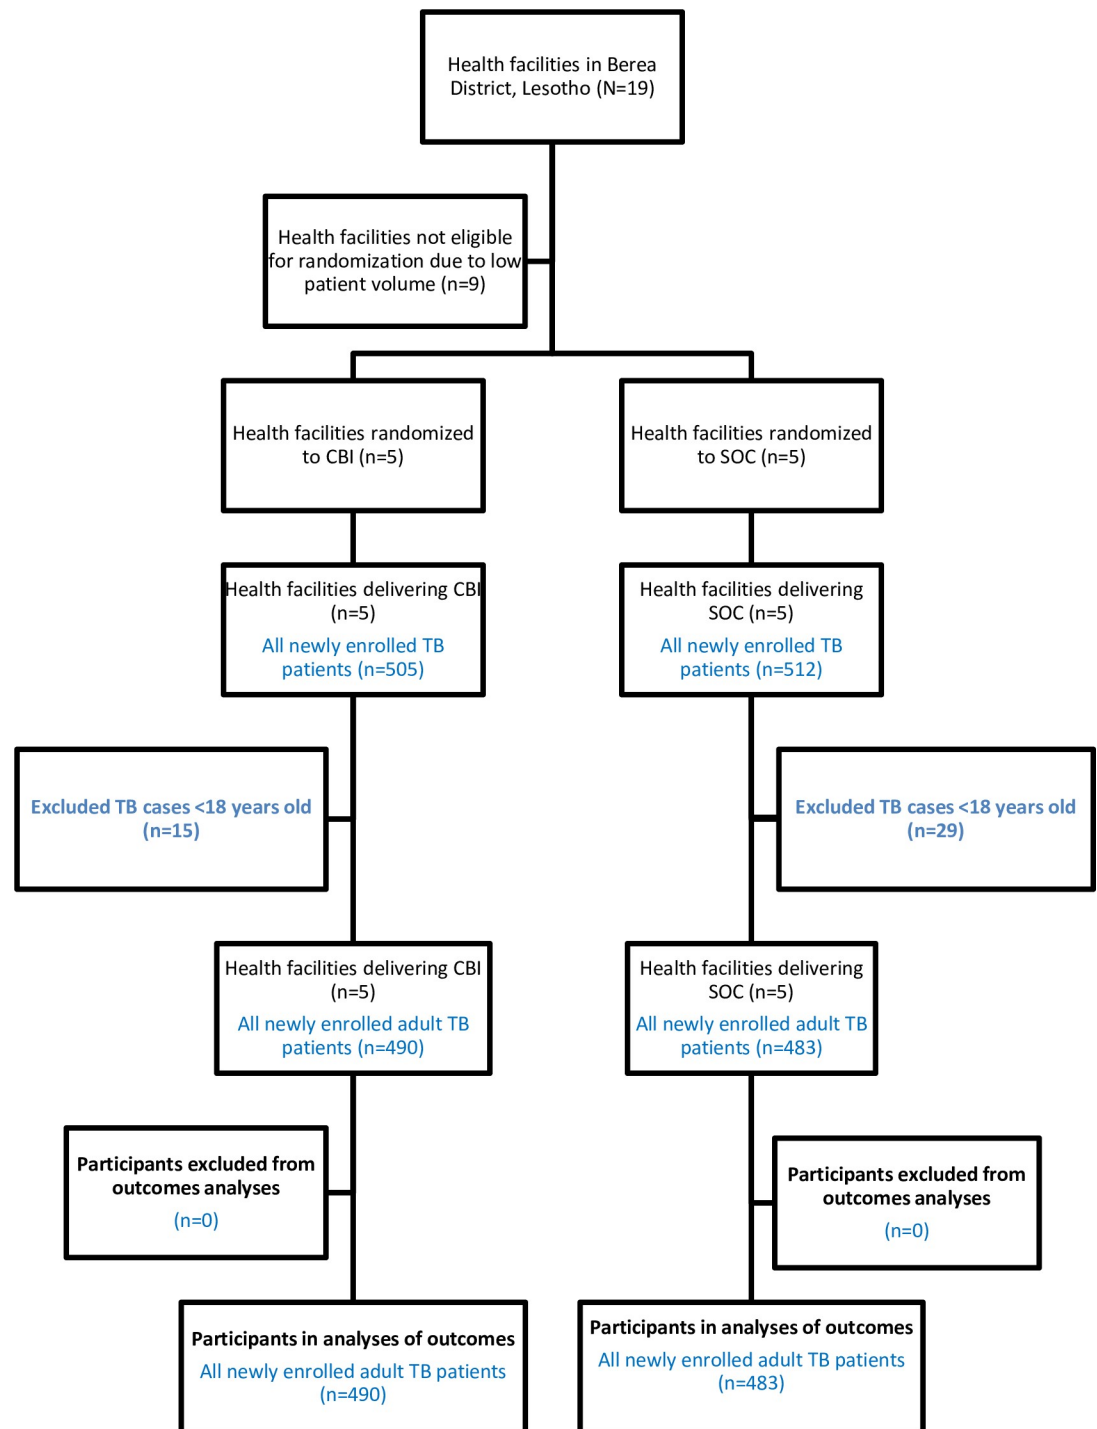 Health facilities in Berea
District, Lesotho (N=19)
Health facilities not eligible
for randomization due to low
patient volume (n=9)
Health facilities randomized
to CBI (n=5)
Health facilities randomized
to SOC (n=5)
Health facilities delivering CBI
(n=5)
All newly enrolled TB
patients (n=505)
Health facilities delivering
SOC (n=5)
All newly enrolled TB
patients (n=512)
Excluded TB cases <18 years old
(n=15)
Excluded TB cases <18 years old
(n=29)
Health facilities delivering CBI
(n=5)
All newly enrolled adult TB
patients (n=490)
Health facilities delivering
SOC (n=5)
All newly enrolled adult TB
patients (n=483)
Participants excluded from
outcomes analyses
(n=0)
Participants excluded from
outcomes analyses
(n=0)
Participants in analyses of outcomes
All newly enrolled adult TB patients
(n=490)
Participants in analyses of outcomes
All newly enrolled adult TB patients
(n=483)